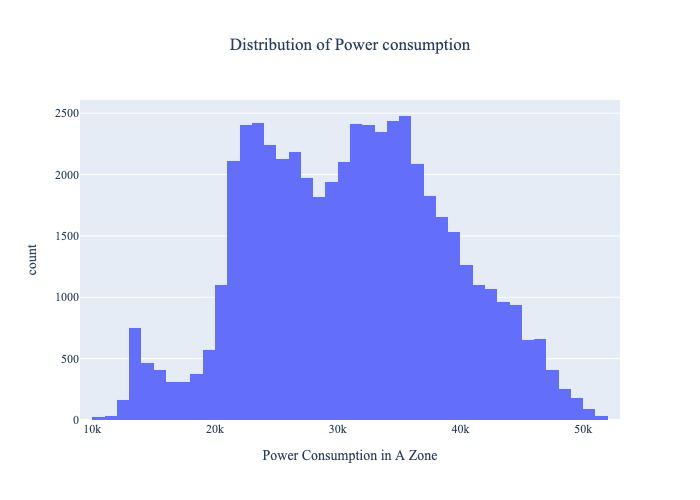 Distribution of Power consumption
2500
2000
1500
1000
500
0
count
10k 20k 30k 40k 50k
Power Consumption in A Zone